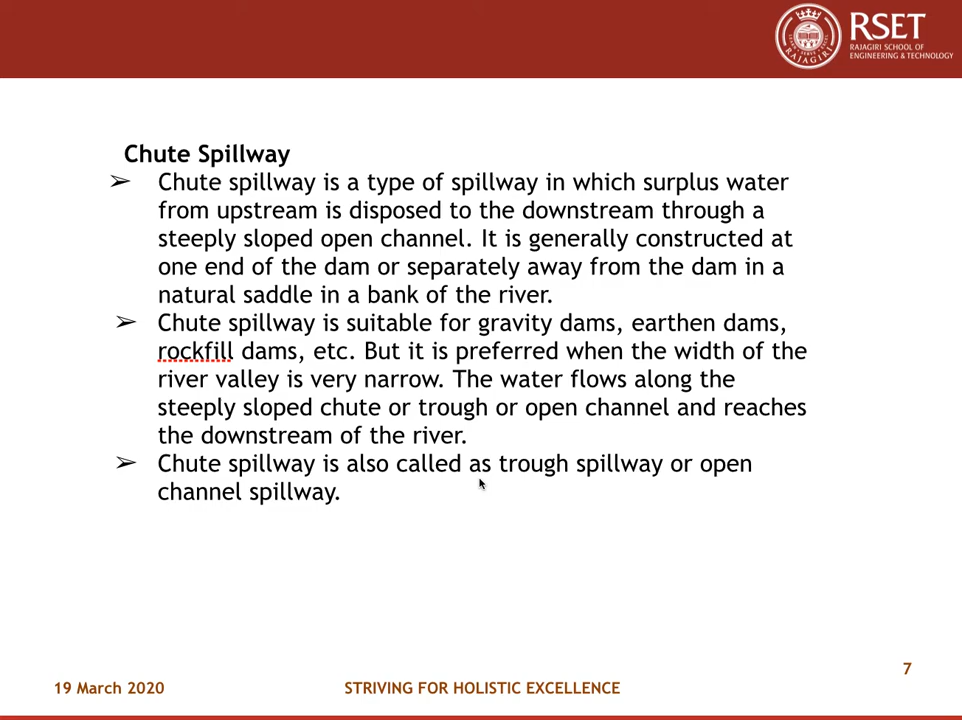 RSET
RAJAGIRI SCHOOL OF
ENGINEERING & TECHNOLOGY
RAJAGIRI
Chute Spillway
➢ Chute spillway is a type of spillway in which surplus water
from upstream is disposed to the downstream through a
steeply sloped open channel. It is generally constructed at
one end of the dam or separately away from the dam in a
natural saddle in a bank of the river.
➢ Chute spillway is suitable for gravity dams, earthen dams,
rockfill dams, etc. But it is preferred when the width of the
river valley is very narrow. The water flows along the
steeply sloped chute or trough or open channel and reaches
the downstream of the river.
➢ Chute spillway is also called as trough spillway or open
channel spillway.
7
19 March 2020
STRIVING FOR HOLISTIC EXCELLENCE